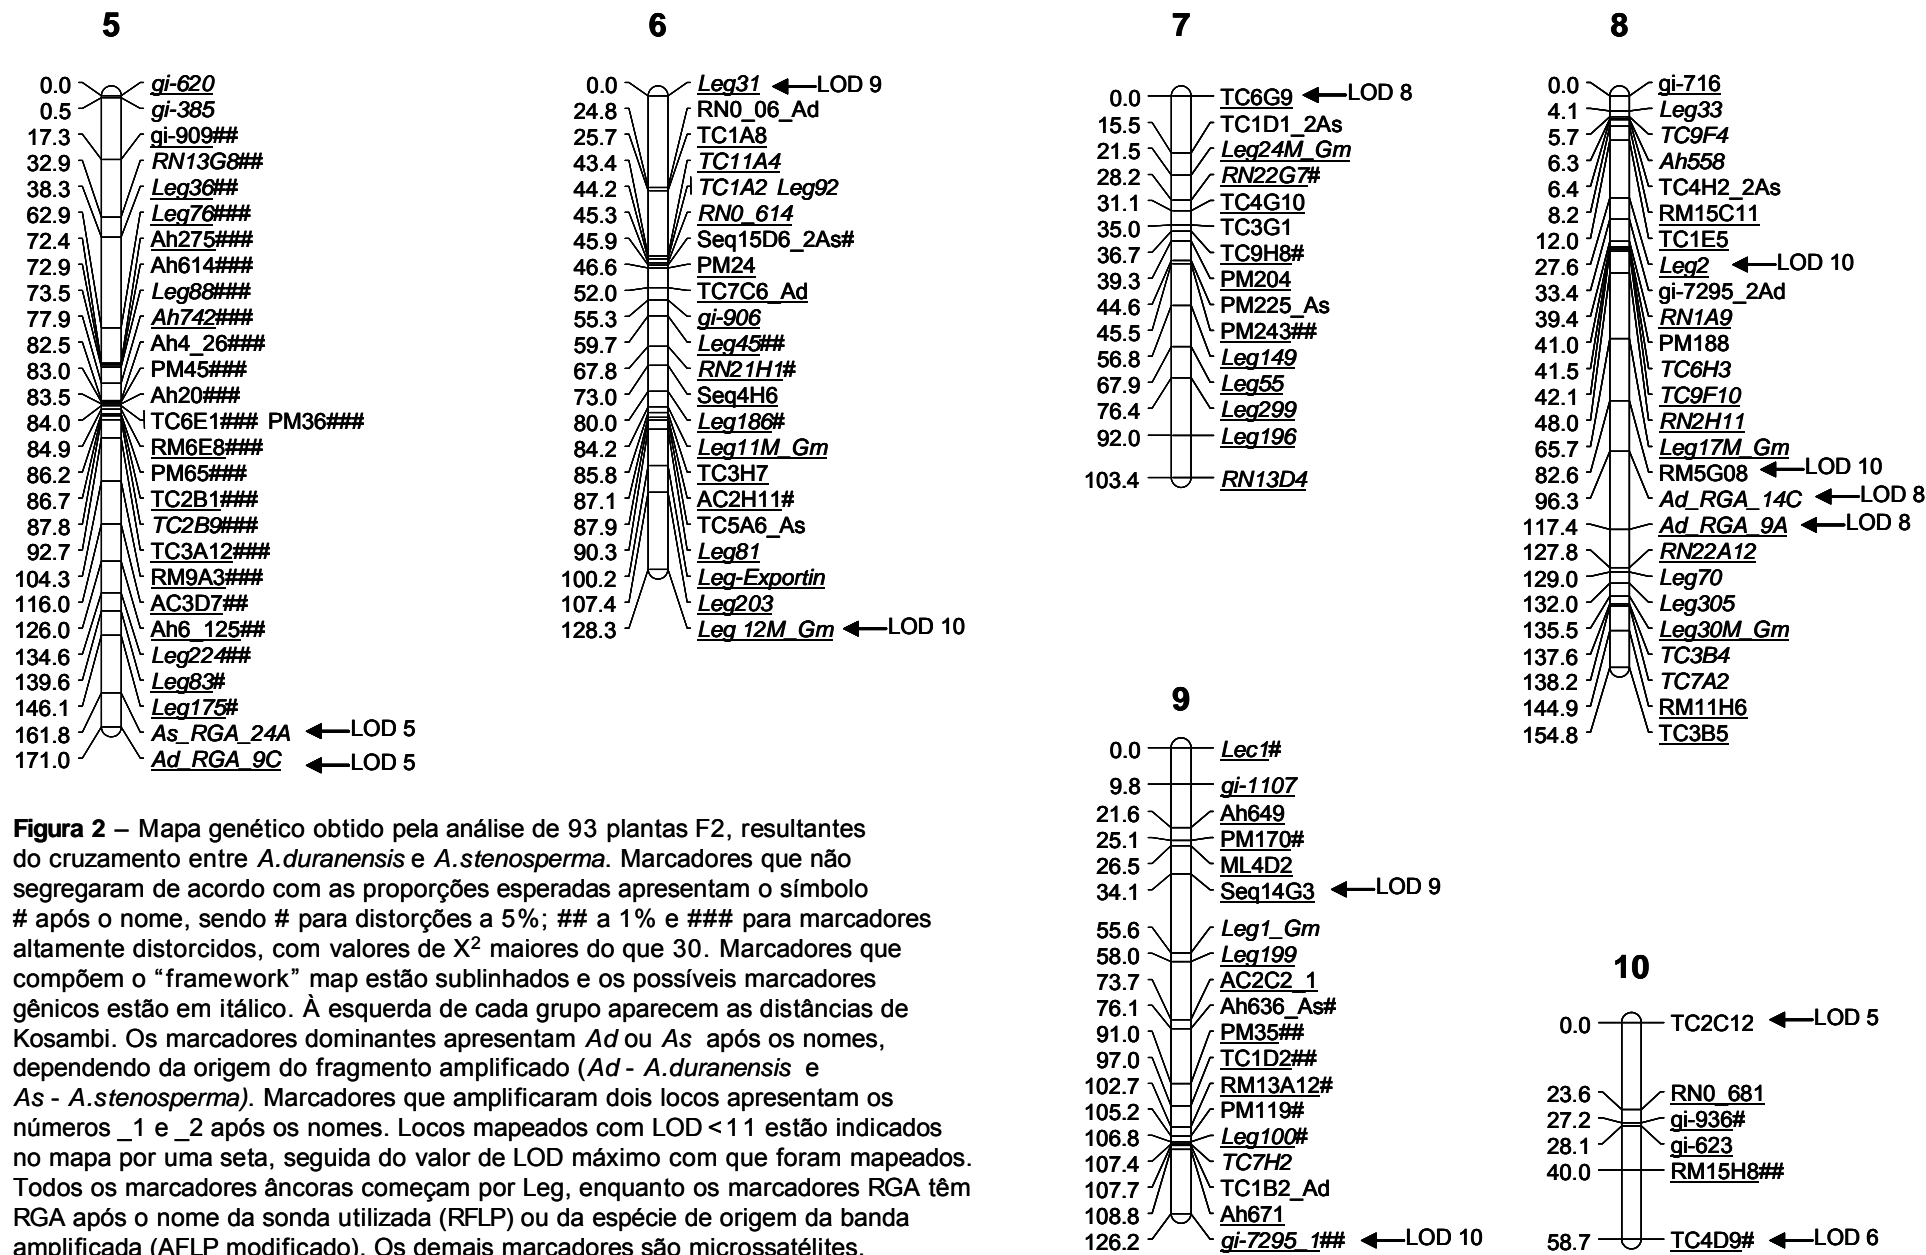 5
0.0 gi-620
0.5 gi-385
17.3 gi-909##
32.9 RN13G8##
38.3 Leg36##
62.9 Leg76###
72.4 Ah275###
72.9 Ah614###
73.5 Leg88###
77.9 Ah742###
82.5 Ah4_26###
83.0 PM45###
83.5 Ah20###
84.0 TC6E1### PM36###
84.9 RM6E8###
86.2 PM65###
86.7 TC2B1###
87.8 TC2B9###
92.7 TC3A12###
104.3 RM9A3###
116.0 AC3D7##
126.0 Ah6_125##
134.6 Leg224##
139.6 Leg83#
146.1 Leg175#
161.8 As_RGA_24A LOD 5
171.0 Ad_RGA_9C LOD 5
6
0.0 Leg31 LOD 9
24.8 RN0_06_Ad
25.7 TC1A8
43.4 TC11A4
44.2 TC1A2 Leg92
45.3 RN0_614
45.9 Seq15D6_2As#
46.6 PM24
52.0 TC7C6_Ad
55.3 gi-906
59.7 Leg45##
67.8 RN21H1#
73.0 Seq4H6
80.0 Leg186#
84.2 Leg11M_Gm
85.8 TC3H7
87.1 AC2H11#
87.9 TC5A6_As
90.3 Leg81
100.2 Leg-Exportin
107.4 Leg203
128.3 Leg 12M_Gm LOD 10
7
0.0 TC6G9 LOD 8
15.5 TC1D1_2As
21.5 Leg24M_Gm
28.2 RN22G7#
31.1 TC4G10
35.0 TC3G1
36.7 TC9H8#
39.3 PM204
44.6 PM225_As
45.5 PM243##
56.8 Leg149
67.9 Leg55
76.4 Leg299
92.0 Leg196
103.4 RN13D4
8
0.0 gi-716
4.1 Leg33
5.7 TC9F4
6.3 Ah558
6.4 TC4H2_2As
8.2 RM15C11
12.0 TC1E5
27.6 Leg2 LOD 10
33.4 gi-7295_2Ad
39.4 RN1A9
41.0 PM188
41.5 TC6H3
42.1 TC9F10
48.0 RN2H11
65.7 Leg17M_Gm
82.6 RM5G08 LOD 10
96.3 Ad_RGA_14C LOD 8
117.4 Ad_RGA_9A LOD 8
127.8 RN22A12
129.0 Leg70
132.0 Leg305
135.5 Leg30M_Gm
137.6 TC3B4
138.2 TC7A2
144.9 RM11H6
154.8 TC3B5
9
0.0 Lec1#
9.8 gi-1107
21.6 Ah649
25.1 PM170#
26.5 ML4D2
34.1 Seq14G3 LOD 9
55.6 Leg1_Gm
58.0 Leg199
73.7 AC2C2_1
76.1 Ah636_As#
91.0 PM35##
97.0 TC1D2##
102.7 RM13A12#
105.2 PM119#
106.8 Leg100#
107.4 TC7H2
107.7 TC1B2_Ad
108.8 Ah671
126.2 gi-7295_1## LOD 10
10
0.0 TC2C12 LOD 5
23.6 RN0_681
27.2 gi-936#
28.1 gi-623
40.0 RM15H8##
58.7 TC4D9# LOD 6
Figura 2 – Mapa genético obtido pela análise de 93 plantas F2, resultantes
do cruzamento entre A.duranensis e A.stenosperma. Marcadores que não
segregaram de acordo com as proporções esperadas apresentam o símbolo
# após o nome, sendo # para distorções a 5%; ## a 1% e ### para marcadores
altamente distorcidos, com valores de X² maiores do que 30. Marcadores que
compõem o “framework” map estão sublinhados e os possíveis marcadores
gênicos estão em itálico. À esquerda de cada grupo aparecem as distâncias de
Kosambi. Os marcadores dominantes apresentam Ad ou As após os nomes,
dependendo da origem do fragmento amplificado (Ad - A.duranensis e
As - A.stenosperma). Marcadores que amplificaram dois locos apresentam os
números _1 e _2 após os nomes. Locos mapeados com LOD <11 estão indicados
no mapa por uma seta, seguida do valor de LOD máximo com que foram mapeados.
Todos os marcadores âncoras começam por Leg, enquanto os marcadores RGA têm
RGA após o nome da sonda utilizada (RFLP) ou da espécie de origem da banda
amplificada (AFLP modificado). Os demais marcadores são microssatélites.